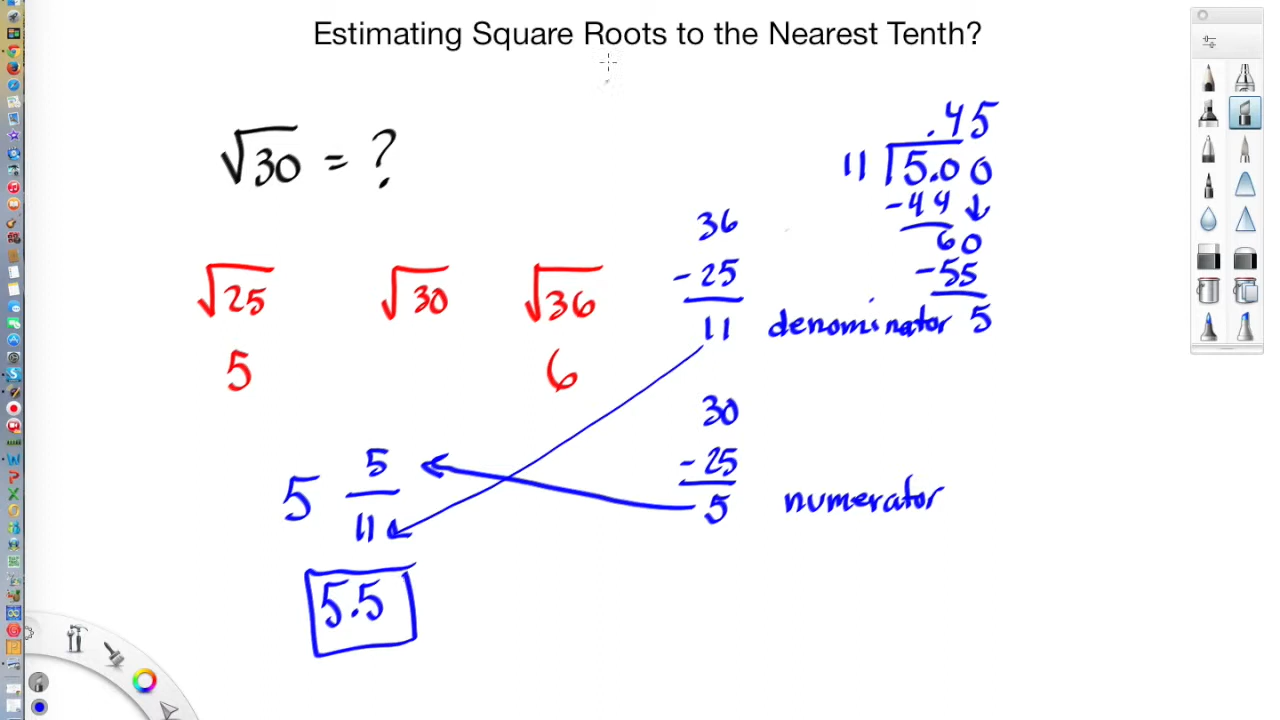 Estimating Square Roots to the Nearest Tenth?
√30 = ?
√25 √30 √36
5 6
36
- 25
11 denominator
30
- 25
5 numerator
.45
11 5.00
- 44
60
- 55
5
5 5/11
5.5